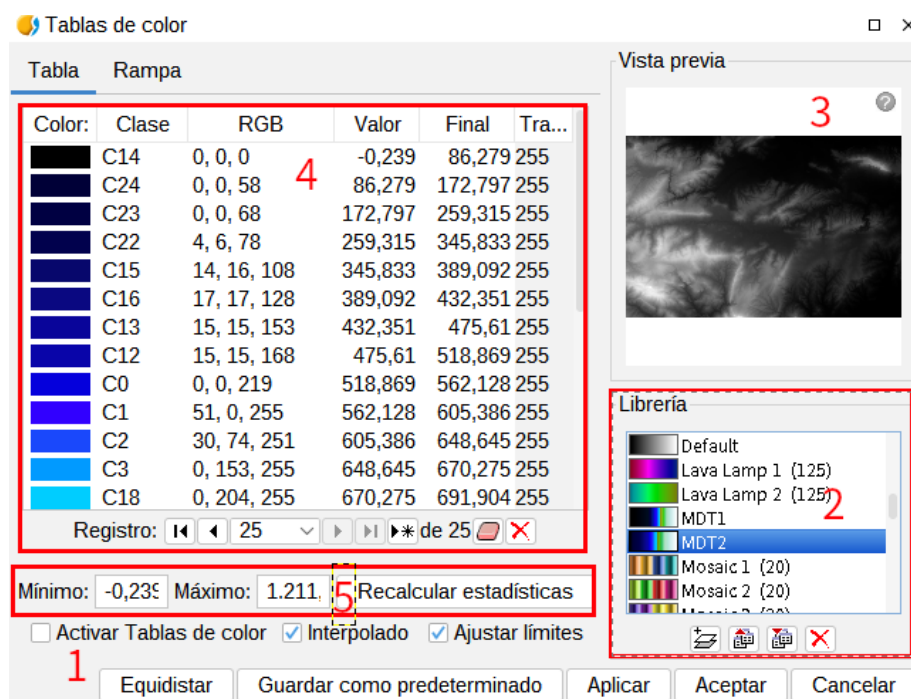 Tablas de color
Tabla Rampa
Vista previa
3
Color: Clase RGB Valor Final Tra...
C14 0, 0, 0 -0,239 86,279 255
4
C24 0, 0, 58 86,279 172,797 255
C23 0, 0, 68 172,797 259,315 255
C22 4, 6, 78 259,315 345,833 255
C15 14, 16, 108 345,833 389,092 255
C16 17, 17, 128 389,092 432,351 255
C13 15, 15, 153 432,351 475,61 255
C12 15, 15, 168 475,61 518,869 255
C0 0, 0, 219 518,869 562,128 255
C1 51, 0, 255 562,128 605,386 255
C2 30, 74, 251 605,386 648,645 255
C3 0, 153, 255 648,645 670,275 255
C18 0, 204, 255 670,275 691,904 255
Registro: 25 de 25
Librería
Default
Lava Lamp 1 (125)
Lava Lamp 2 (125)
2
MDT1
MDT2
Mosaic 1 (20)
Mosaic 2 (20)
Mínimo: -0,239 Máximo: 1.211, 5 Recalcular estadísticas
Activar Tablas de color Interpolado Ajustar límites
1
Equidistar Guardar como predeterminado Aplicar Aceptar Cancelar